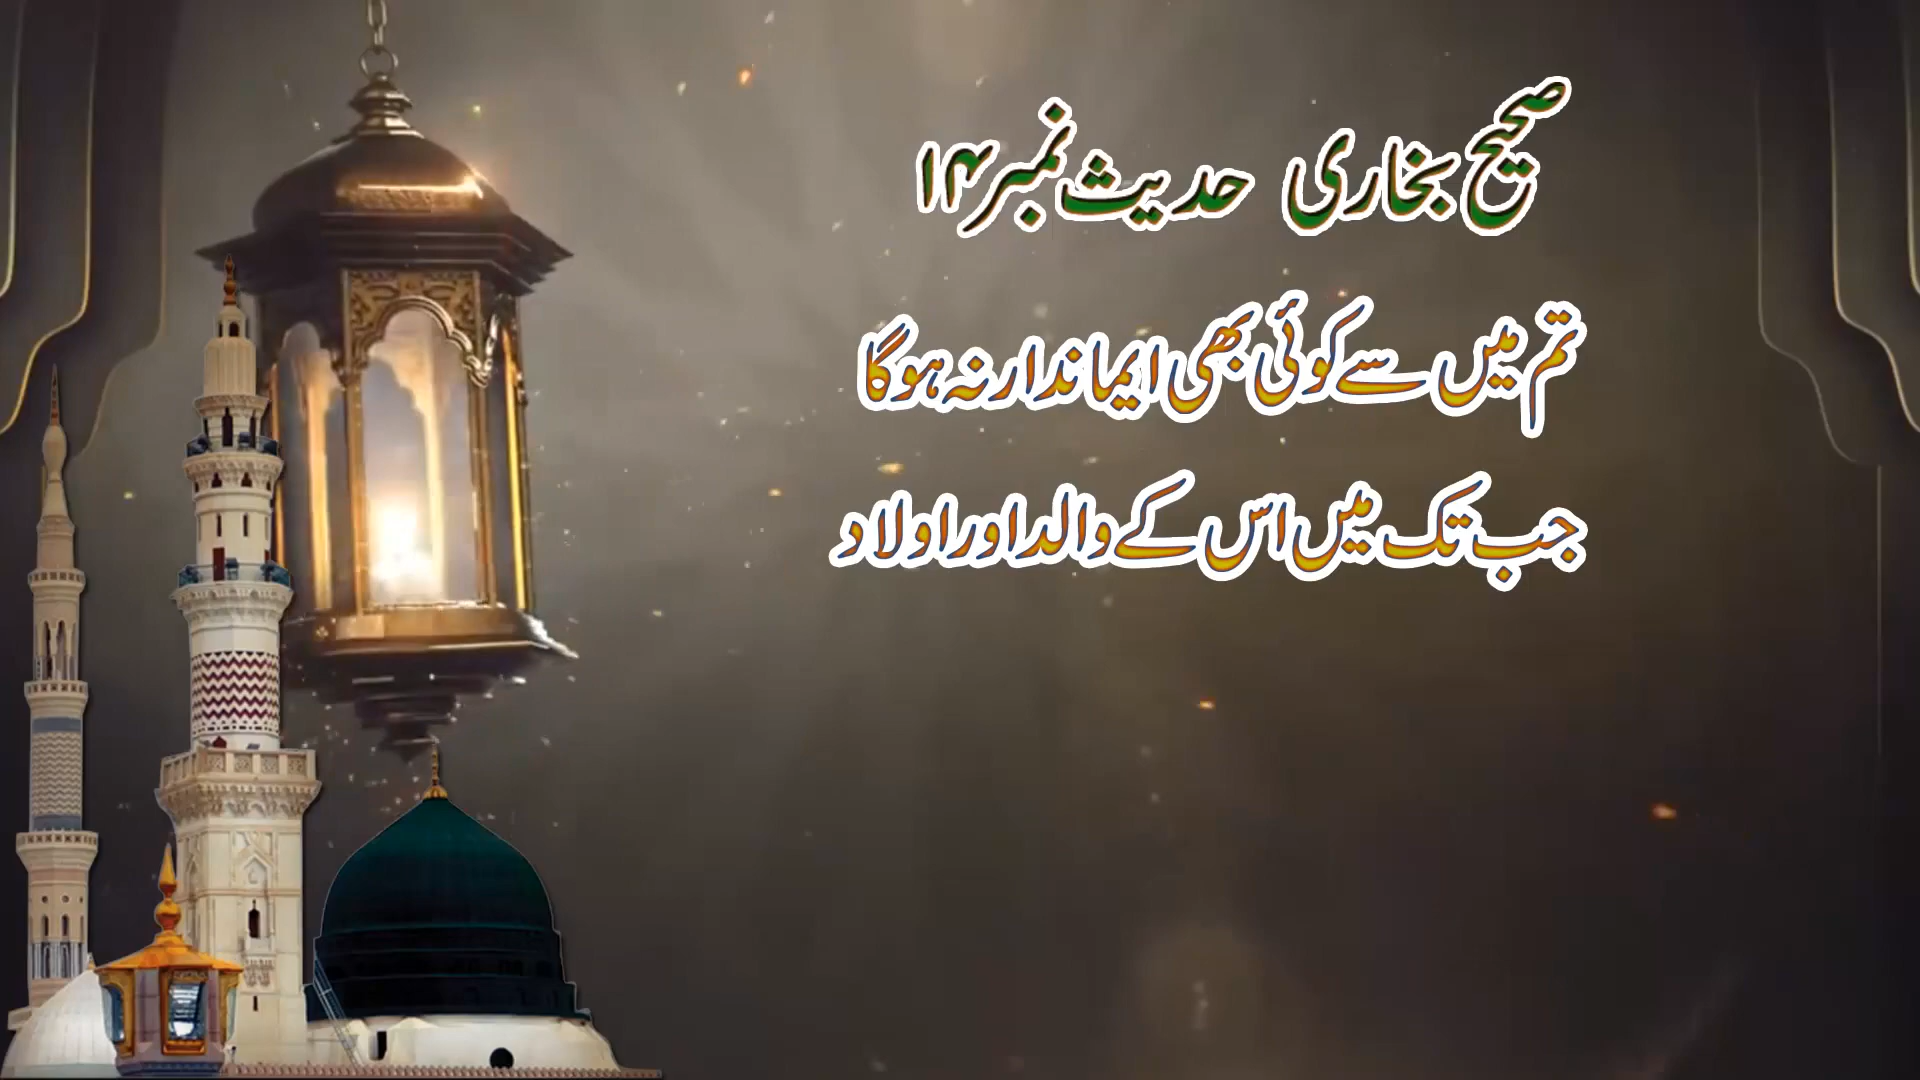 صحیح بخاری حدیث نمبر۱۴
تم میں سے کوئی بھی ایماندار نہ ہوگا
جب تک میں اس کے والد اور اولاد